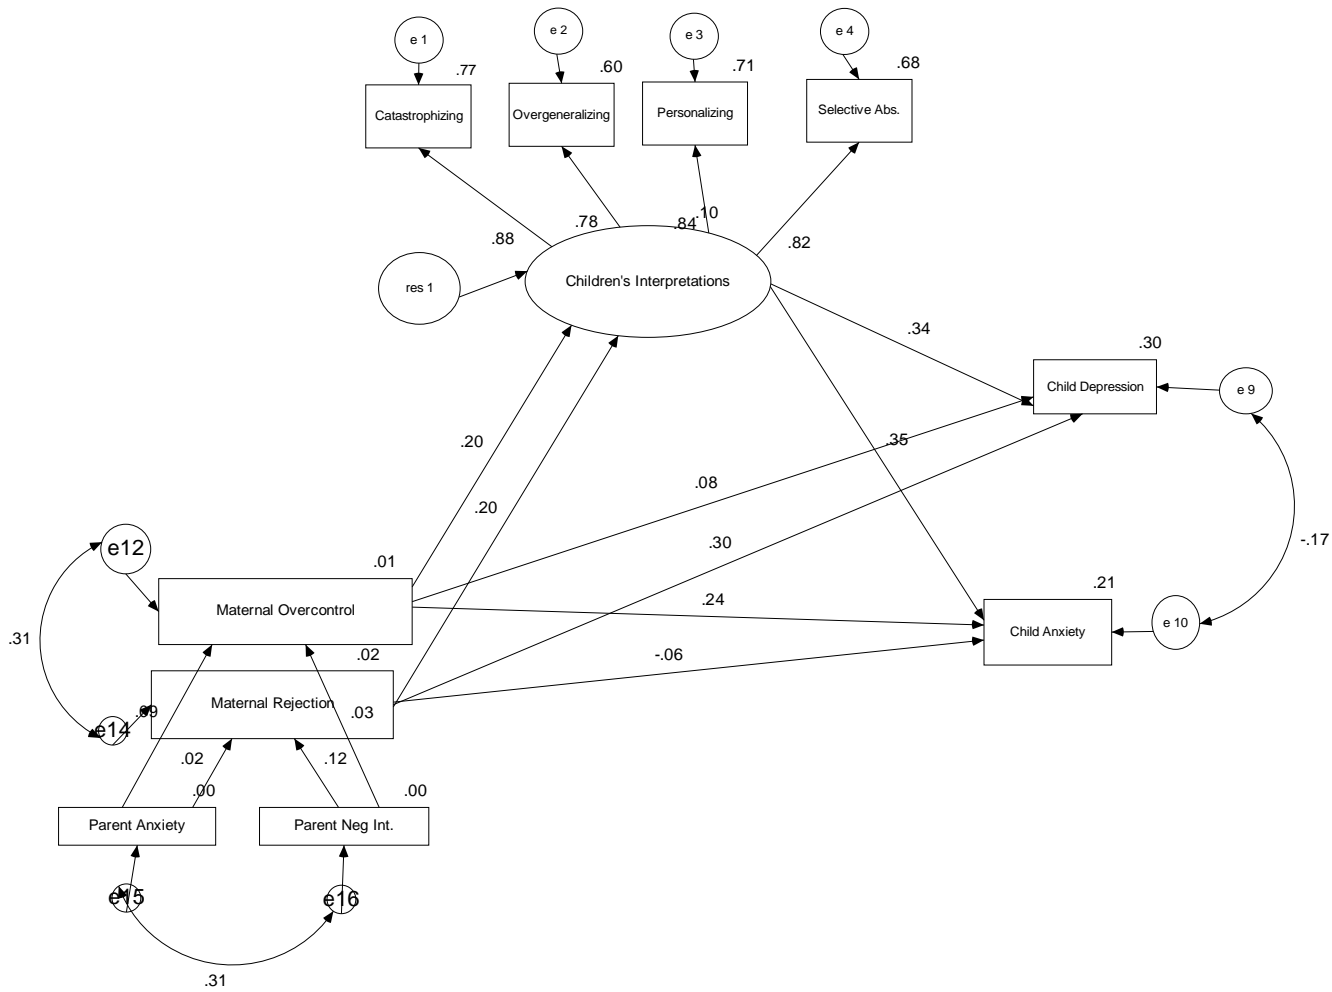 e 1
e 2
e 3
e 4
.77
.60
.71
.68
Catastrophizing
Overgeneralizing
Personalizing
Selective Abs.
.88
.78
.84
.10
.82
res 1
Children's Interpretations
.34
.30
Child Depression
e 9
.20
.35
.08
.20
.30
-.17
e12
.01
.24
.21
Maternal Overcontrol
Child Anxiety
e 10
.31
.02
-.06
Maternal Rejection
.03
.09
e14
.02
.12
.00
.00
Parent Anxiety
Parent Neg Int.
e15
e16
.31